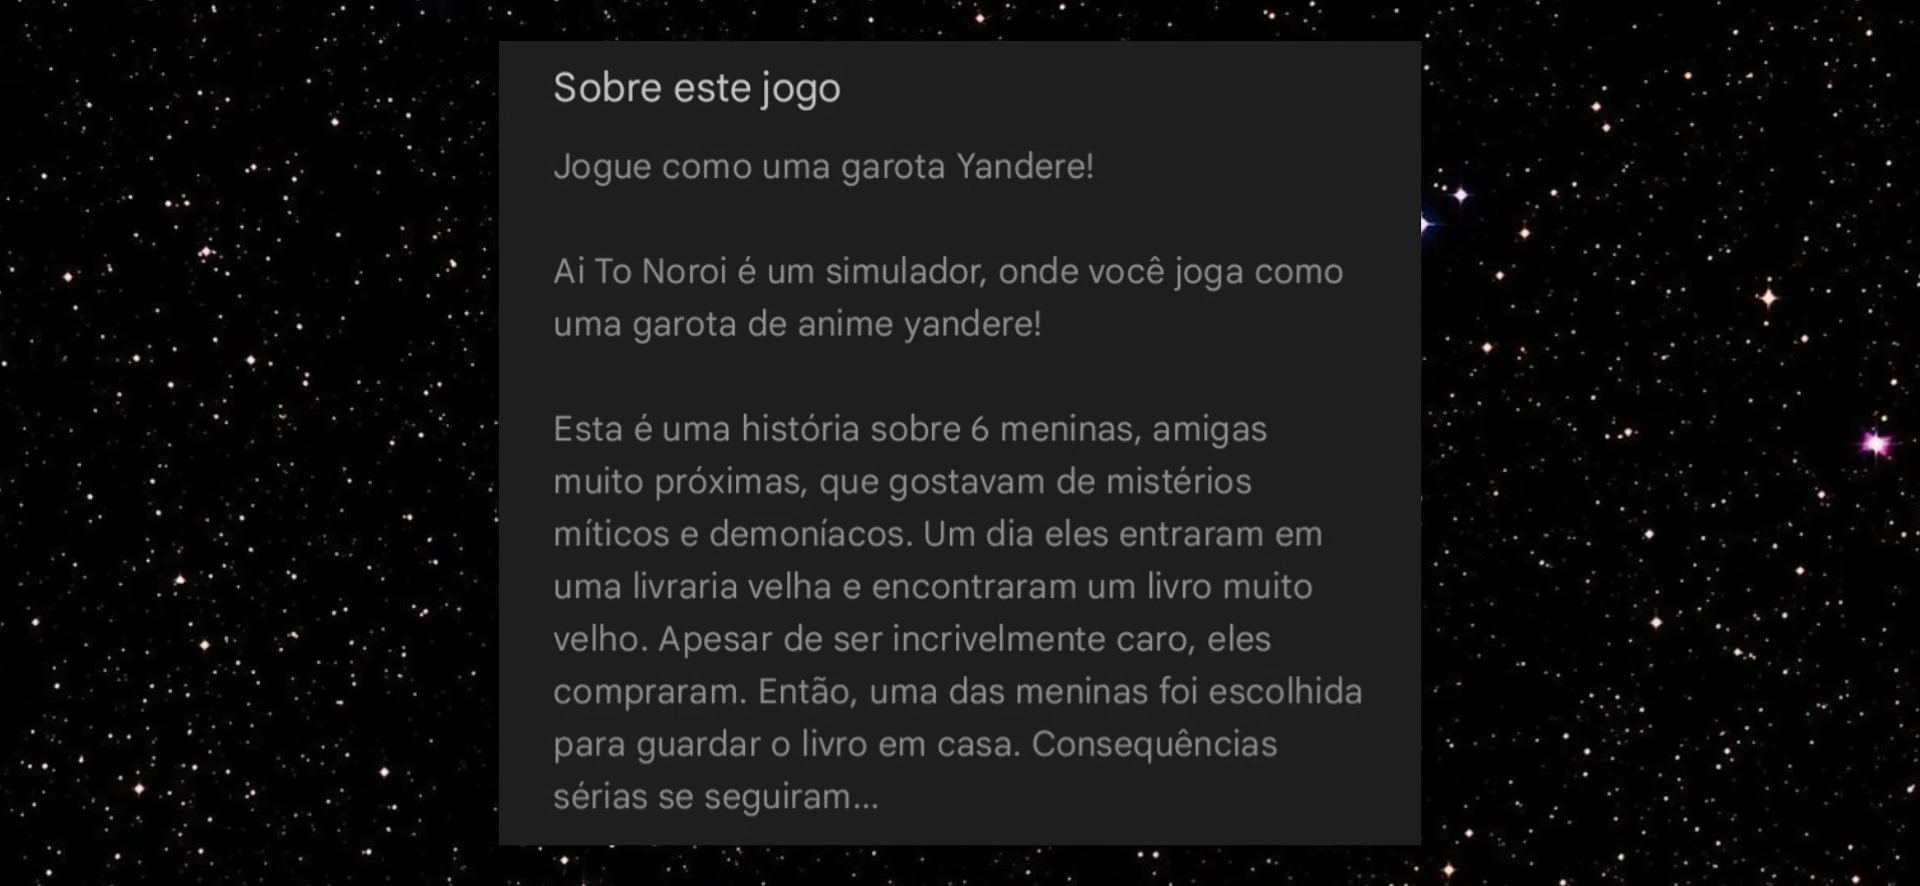 Sobre este jogo
Jogue como uma garota Yandere!
Ai To Noroi é um simulador, onde você joga como
uma garota de anime yandere!
Esta é uma história sobre 6 meninas, amigas
muito próximas, que gostavam de mistérios
míticos e demoníacos. Um dia eles entraram em
uma livraria velha e encontraram um livro muito
velho. Apesar de ser incrivelmente caro, eles
compraram. Então, uma das meninas foi escolhida
para guardar o livro em casa. Consequências
sérias se seguiram...